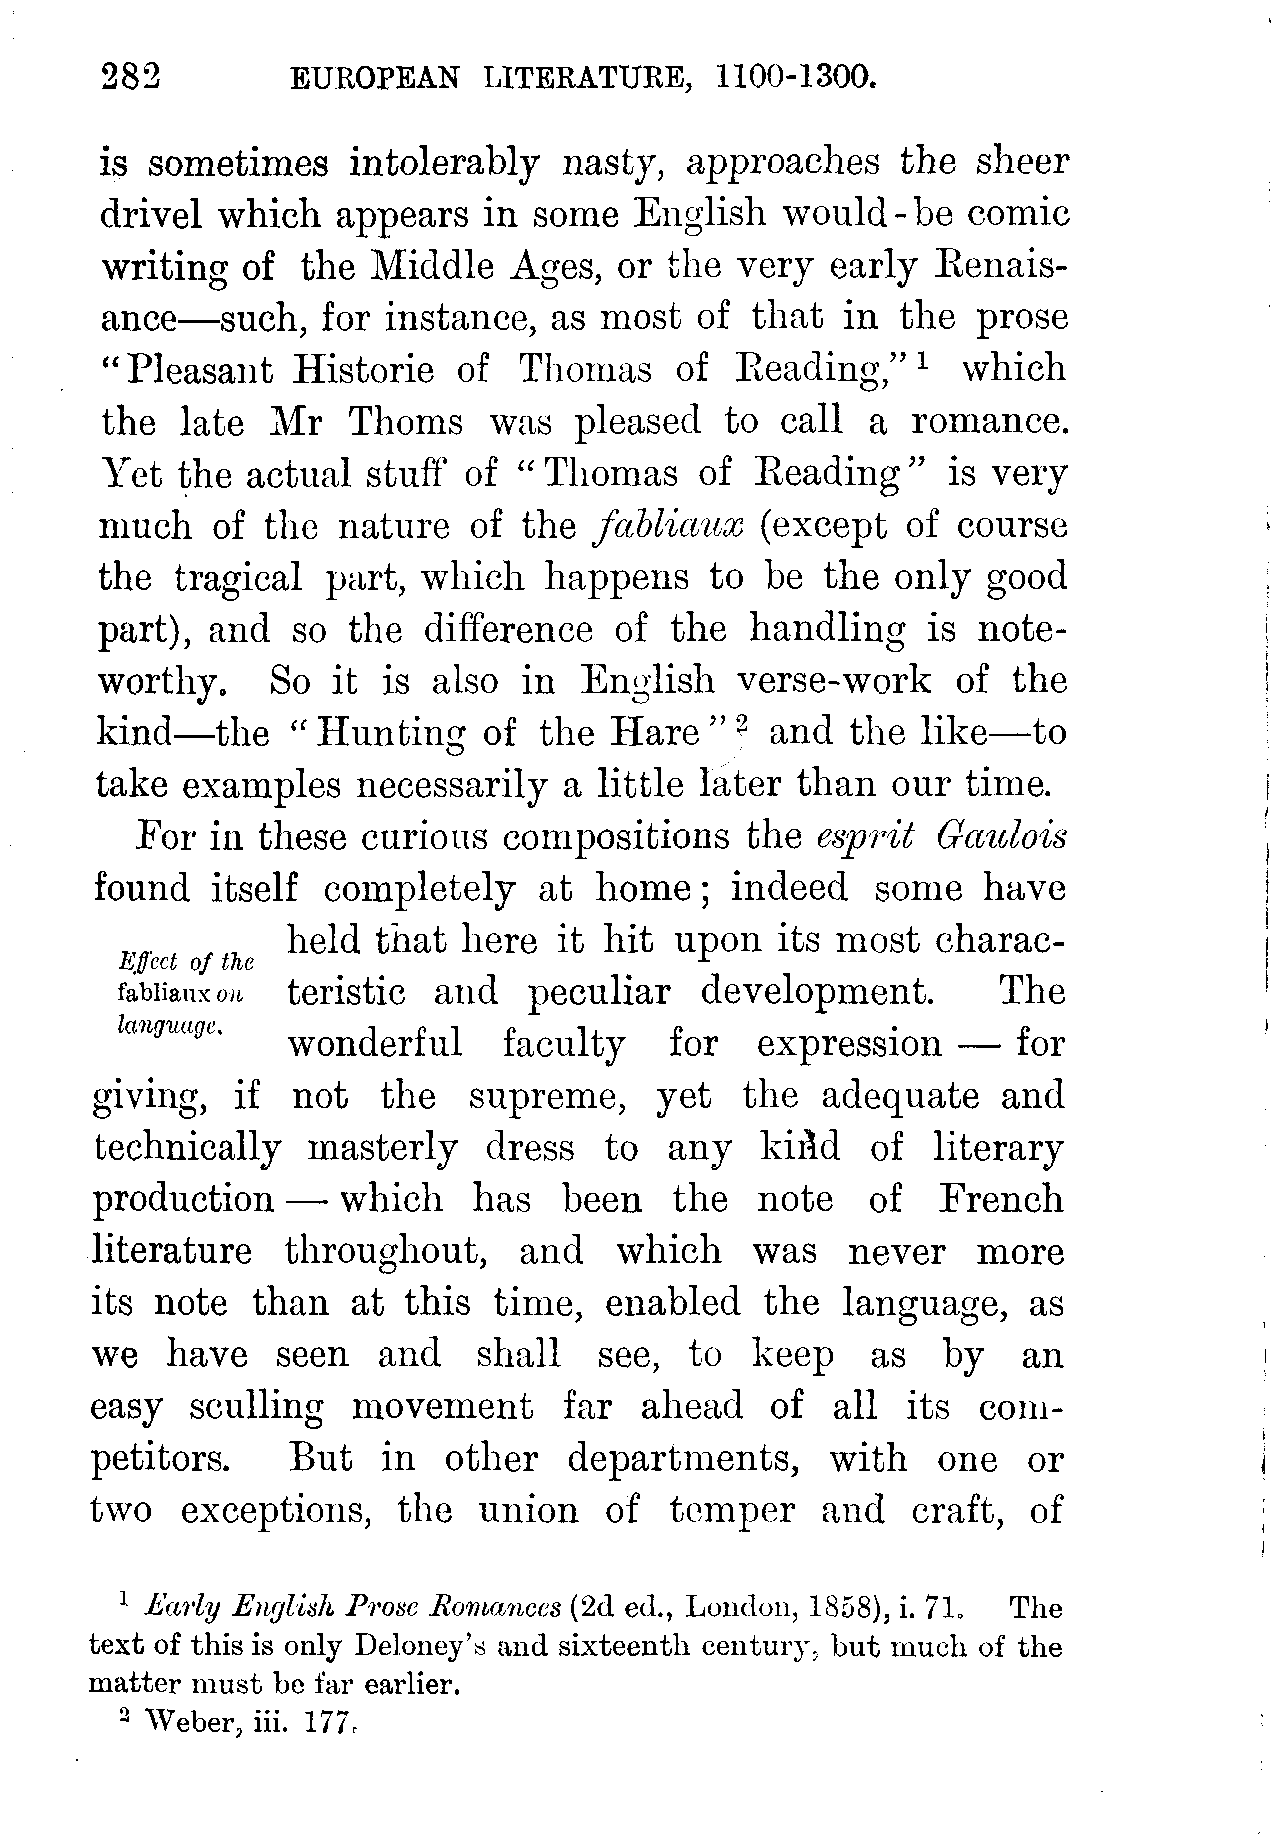 282 EUROPEAN LITERATURE, 1100-1300.
is sometimes intolerably nasty, approaches the sheer
drivel which appears in some English would-be comic
writing of the Middle Ages, or the very early Renais-
ance—such, for instance, as most of that in the prose
“Pleasant Historie of Thomas of Reading,” 1 which
the late Mr Thoms was pleased to call a romance.
Yet the actual stuff of “Thomas of Reading” is very
much of the nature of the fabliaux (except of course
the tragical part, which happens to be the only good
part), and so the difference of the handling is note-
worthy. So it is also in English verse-work of the
kind—the “Hunting of the Hare” 2 and the like—to
take examples necessarily a little later than our time.
For in these curious compositions the esprit Gaulois
found itself completely at home; indeed some have
Effect of the
fabliaux on
language.
held that here it hit upon its most charac-
teristic and peculiar development. The
wonderful faculty for expression — for
giving, if not the supreme, yet the adequate and
technically masterly dress to any kind of literary
production — which has been the note of French
literature throughout, and which was never more
its note than at this time, enabled the language, as
we have seen and shall see, to keep as by an
easy sculling movement far ahead of all its com-
petitors. But in other departments, with one or
two exceptions, the union of temper and craft, of
1 Early English Prose Romances (2d ed., London, 1858), i. 71. The
text of this is only Deloney’s and sixteenth century, but much of the
matter must be far earlier.
2 Weber, iii. 177.